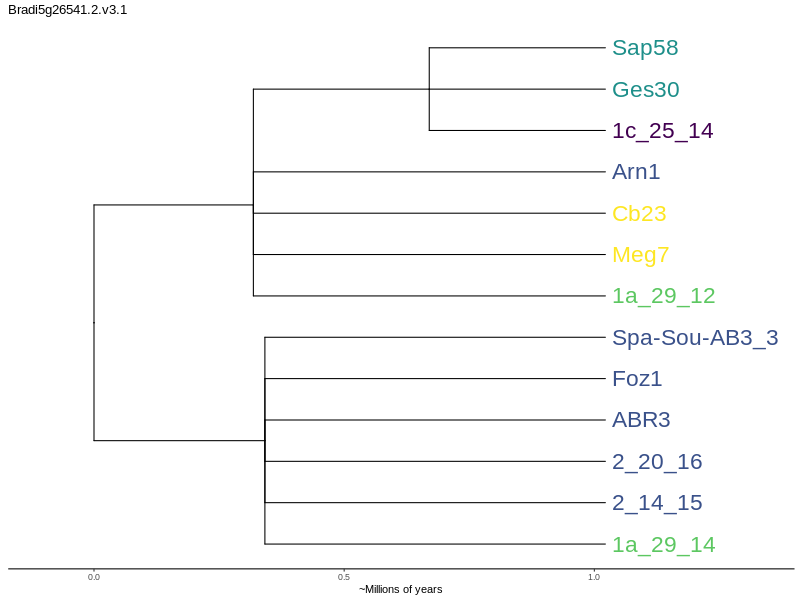 Bradi5g26541.2.v3.1
Sap58
Ges30
1c_25_14
Arn1
Cb23
Meg7
1a_29_12
Spa-Sou-AB3_3
Foz1
ABR3
2_20_16
2_14_15
1a_29_14
0.0 0.5 1.0
~Millions of years